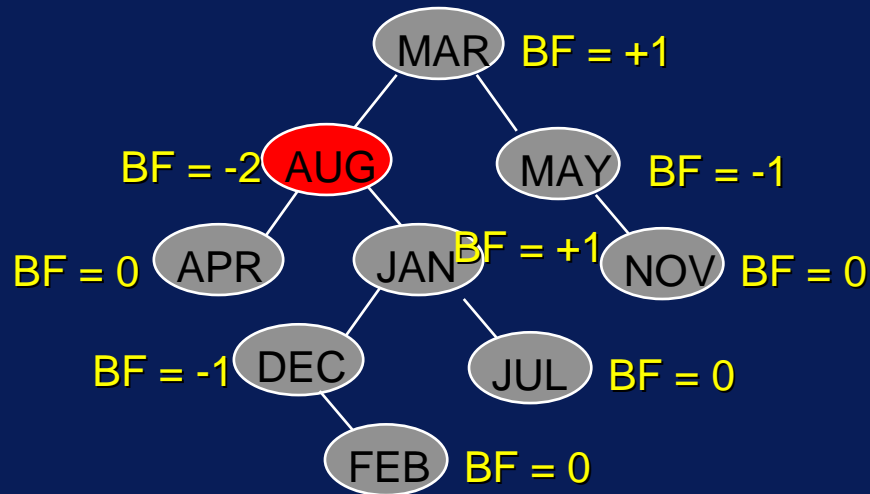 MAR BF = +1
BF = -2 AUG MAY BF = -1
BF = 0 APR JAN BF = +1 NOV BF = 0
BF = -1 DEC JUL BF = 0
FEB BF = 0